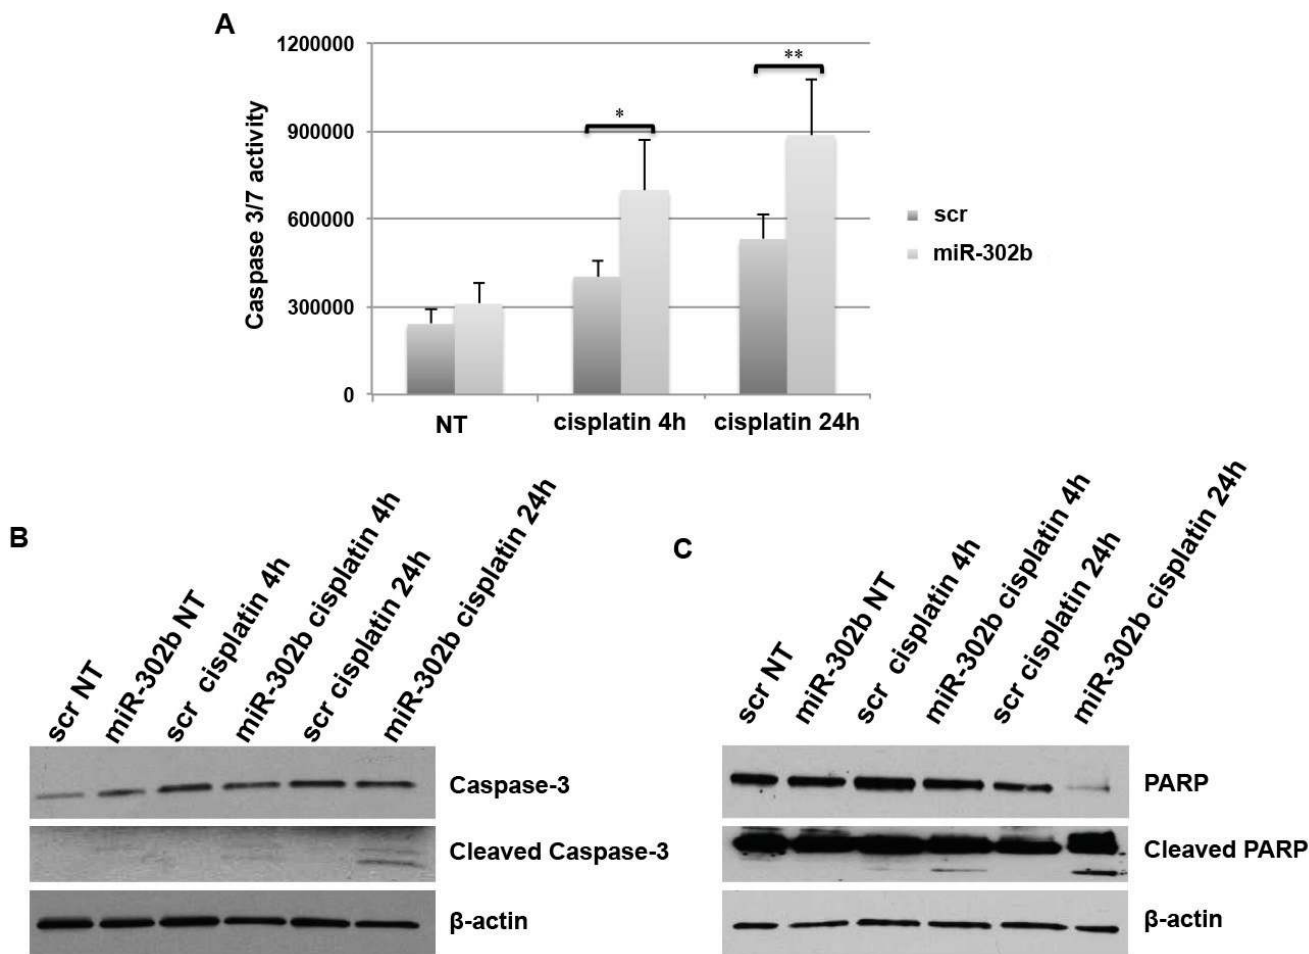 A
1200000
900000
600000
300000
0
Caspase 3/7 activity
*
**
NT
cisplatin 4h
cisplatin 24h
scr
miR-302b
B
scr NT
miR-302b NT
scr cisplatin 4h
miR-302b cisplatin 4h
scr cisplatin 24h
miR-302b cisplatin 24h
Caspase-3
Cleaved Caspase-3
β-actin
C
scr NT
miR-302b NT
scr cisplatin 4h
miR-302b cisplatin 4h
scr cisplatin 24h
miR-302b cisplatin 24h
PARP
Cleaved PARP
β-actin